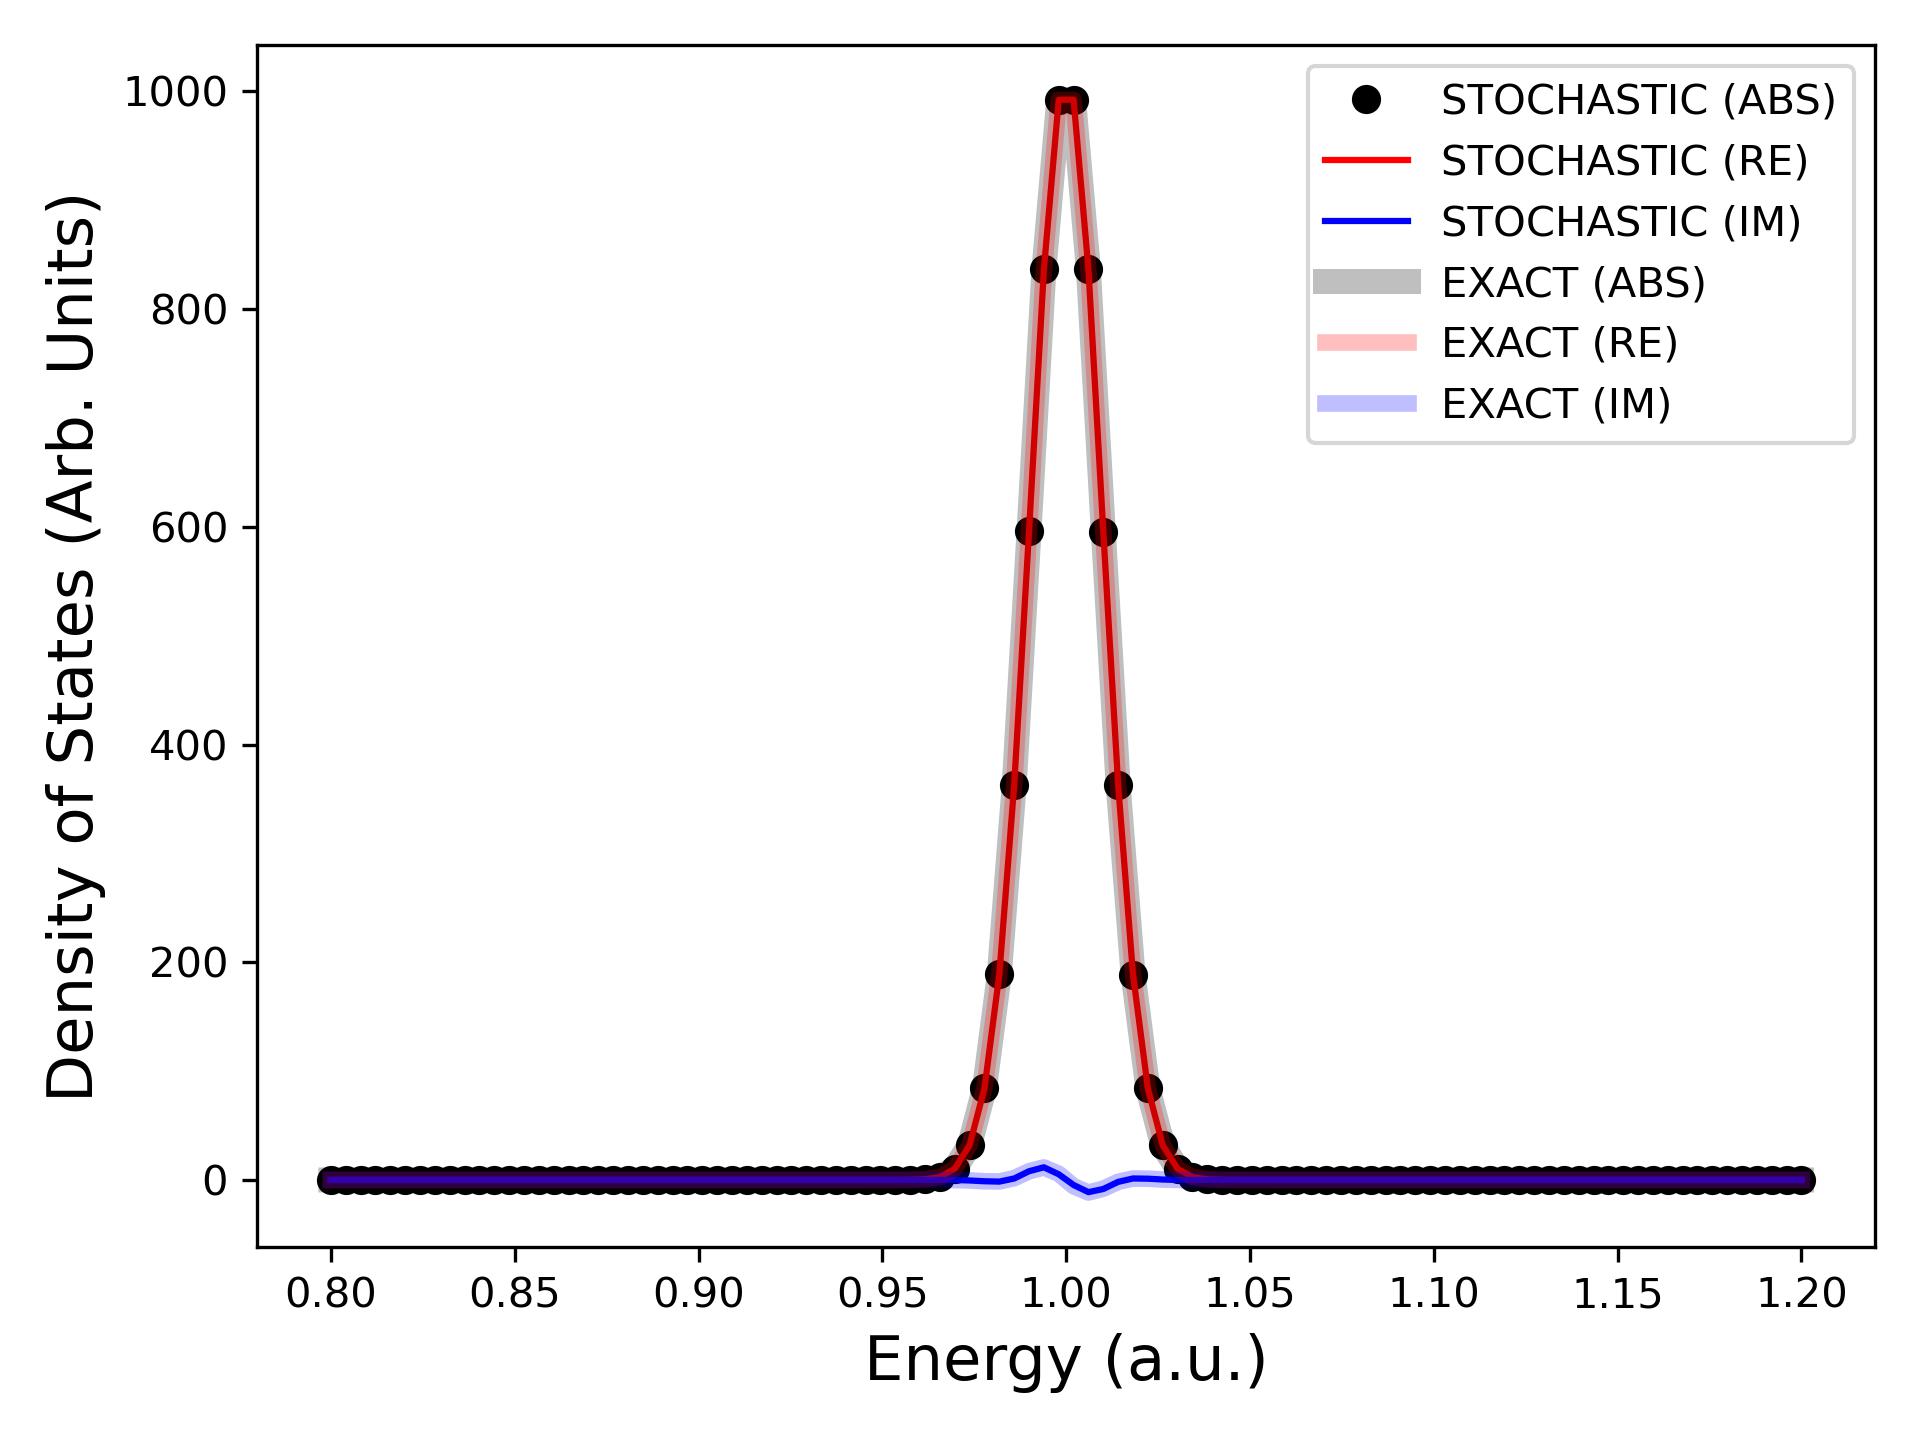 Density of States (Arb. Units)
1000
800
600
400
200
0
STOCHASTIC (ABS)
STOCHASTIC (RE)
STOCHASTIC (IM)
EXACT (ABS)
EXACT (RE)
EXACT (IM)
0.80 0.85 0.90 0.95 1.00 1.05 1.10 1.15 1.20
Energy (a.u.)